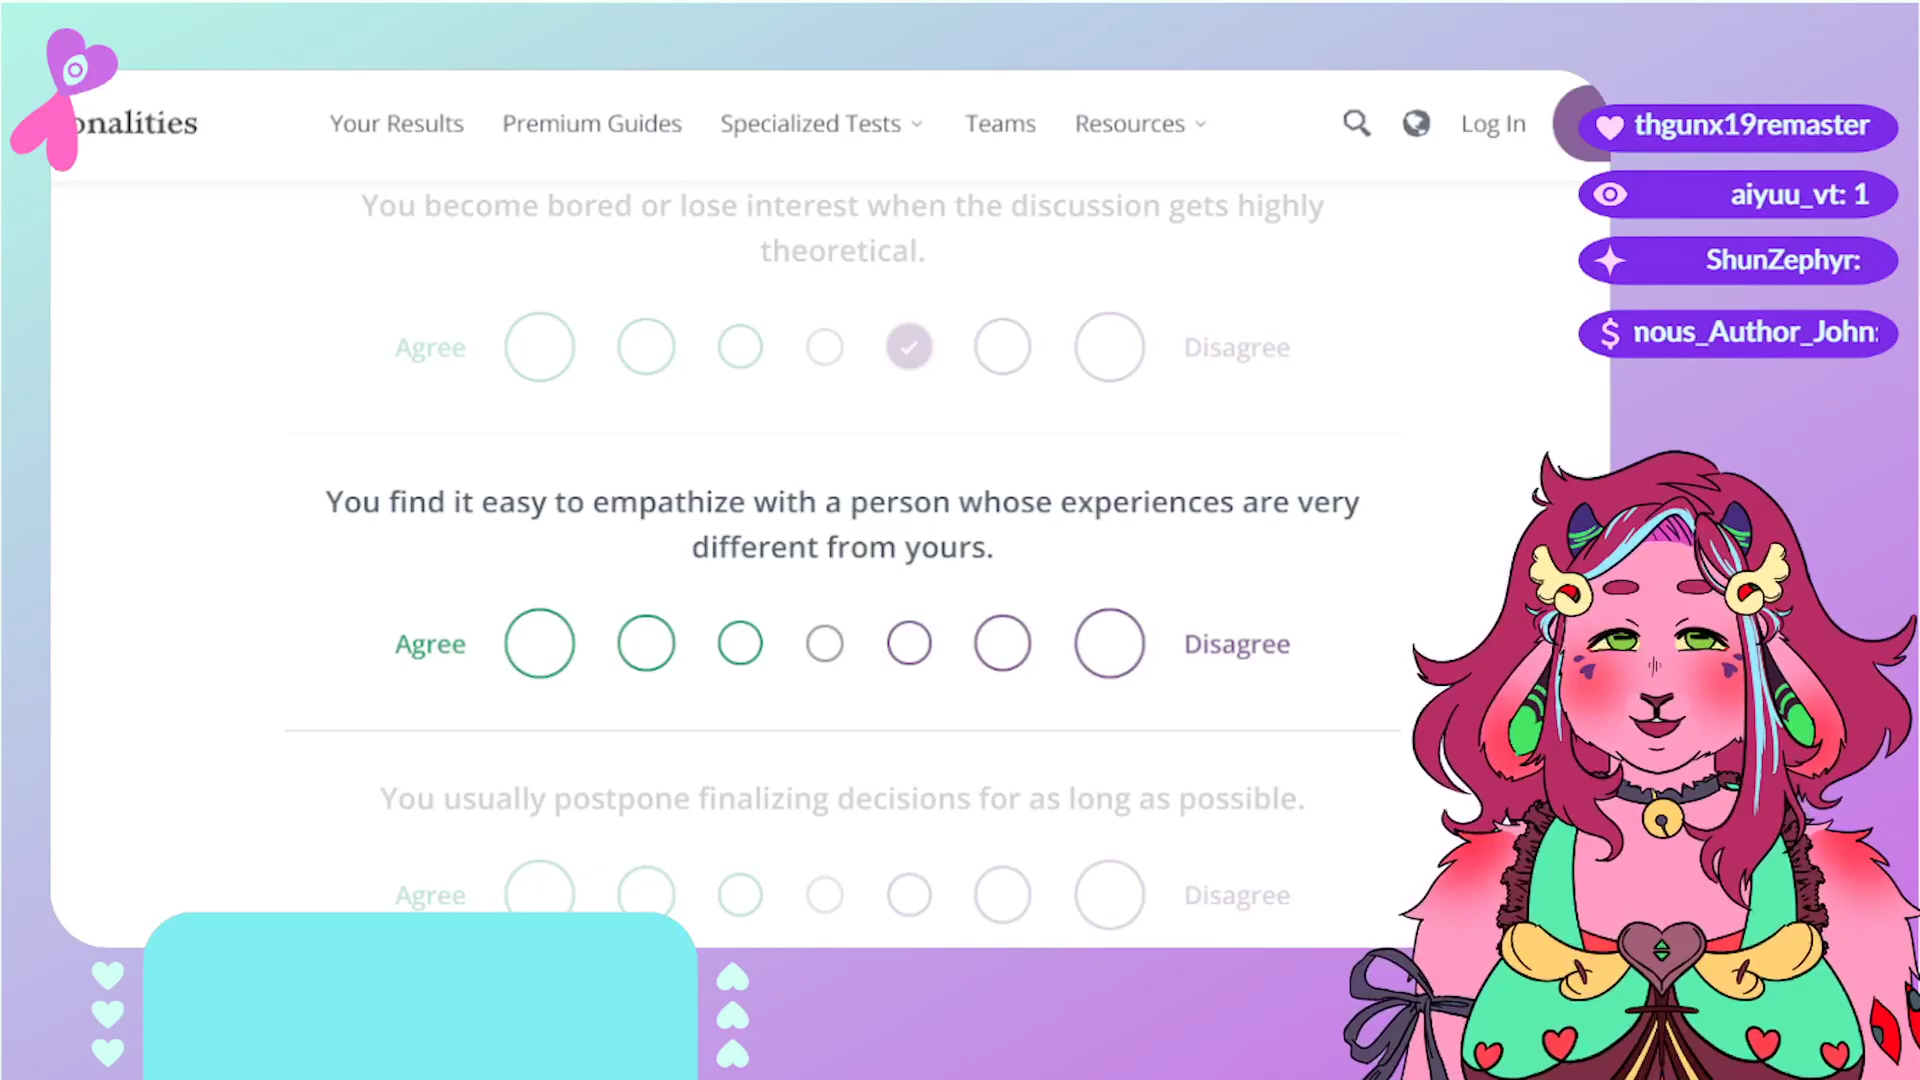 onalities
Your Results
Premium Guides
Specialized Tests
Teams
Resources
Log In
thgunx19remaster
aiyuu_vt: 1
ShunZephyr:
nous_Author_John:
You become bored or lose interest when the discussion gets highly
theoretical.
Agree
Disagree
You find it easy to empathize with a person whose experiences are very
different from yours.
Agree
Disagree
You usually postpone finalizing decisions for as long as possible.
Agree
Disagree